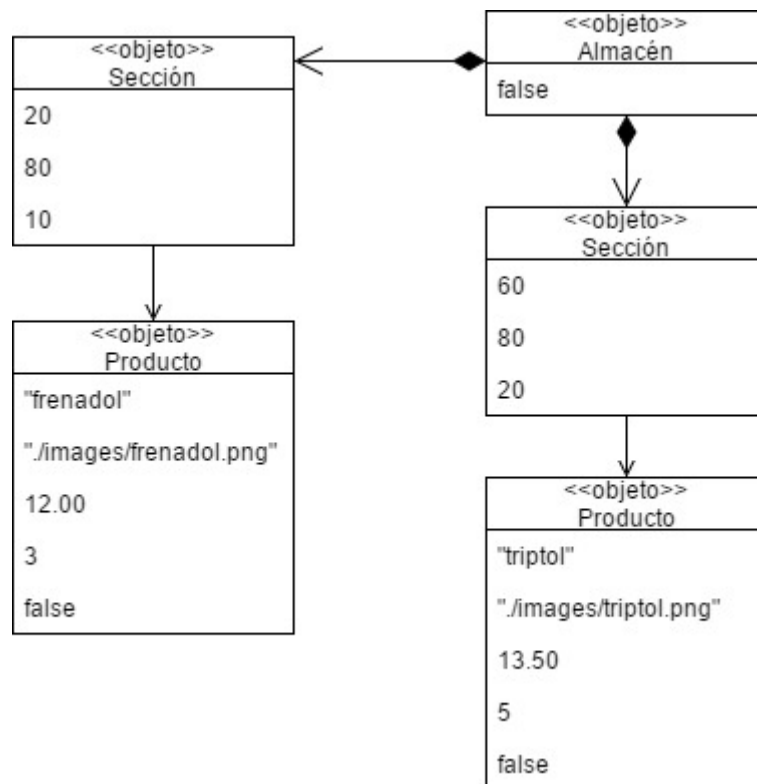 <<objeto>>
Sección
20
80
10
<<objeto>>
Almacén
false
<<objeto>>
Sección
60
80
20
<<objeto>>
Producto
"frenadol"
"./images/frenadol.png"
12.00
3
false
<<objeto>>
Producto
"triptol"
"./images/triptol.png"
13.50
5
false